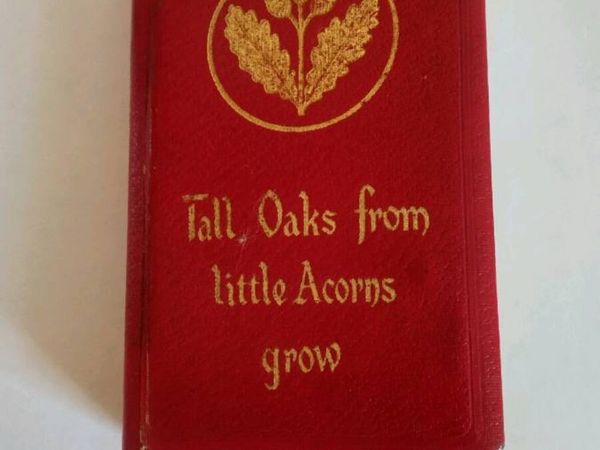 Tall Oaks from
little Acorns
grow